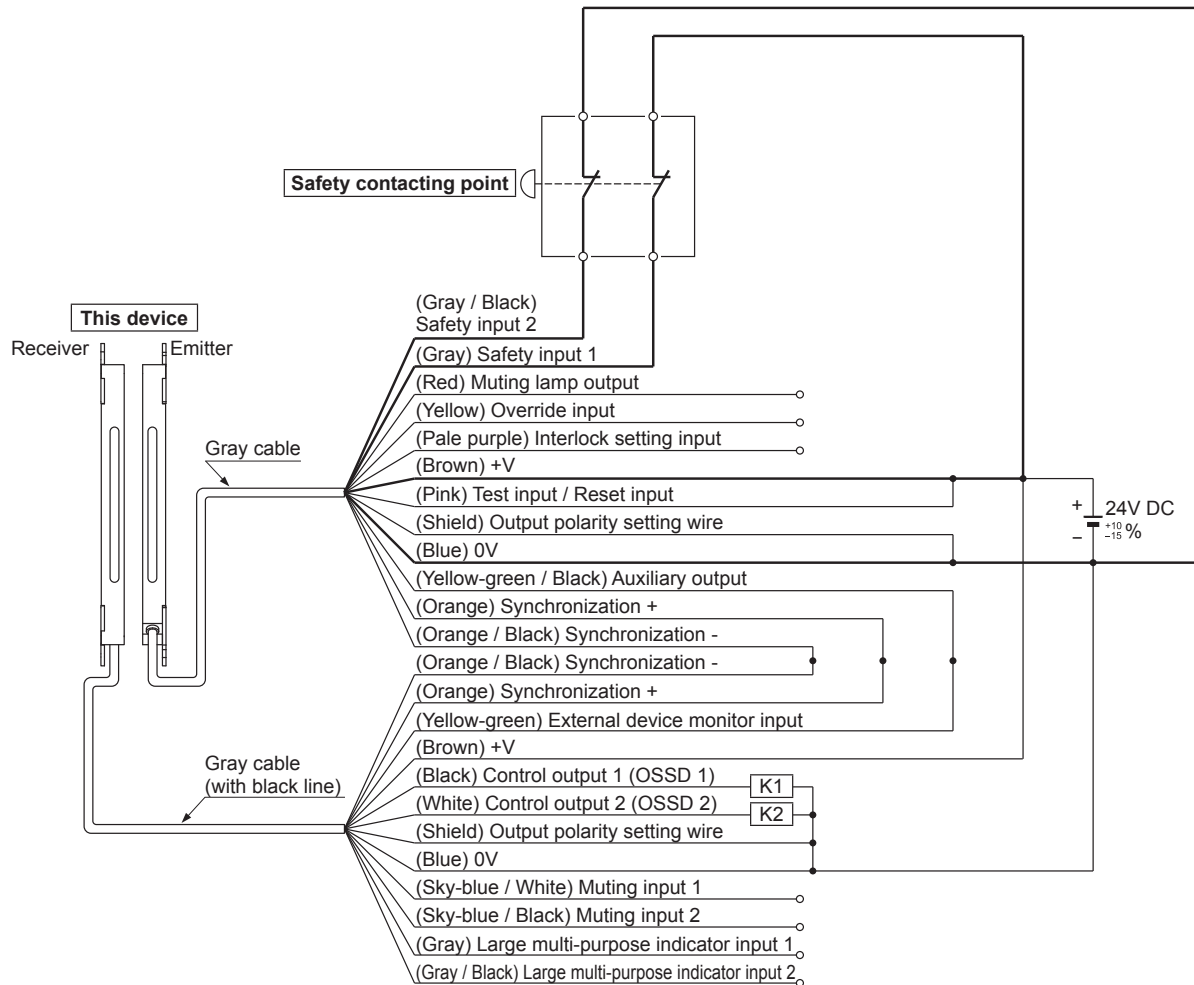 Safety contacting point
(Gray / Black)
Safety input 2
This device
Receiver
Emitter
(Gray) Safety input 1
(Red) Muting lamp output
(Yellow) Override input
(Pale purple) Interlock setting input
Gray cable
(Brown) +V
(Pink) Test input / Reset input
(Shield) Output polarity setting wire
(Blue) 0V
+
24V DC
+10
-15 %
−
(Yellow-green / Black) Auxiliary output
(Orange) Synchronization +
(Orange / Black) Synchronization -
(Orange / Black) Synchronization -
(Orange) Synchronization +
(Yellow-green) External device monitor input
(Brown) +V
Gray cable
(with black line)
(Black) Control output 1 (OSSD 1)
K1
(White) Control output 2 (OSSD 2)
K2
(Shield) Output polarity setting wire
(Blue) 0V
(Sky-blue / White) Muting input 1
(Sky-blue / Black) Muting input 2
(Gray) Large multi-purpose indicator input 1
(Gray / Black) Large multi-purpose indicator input 2